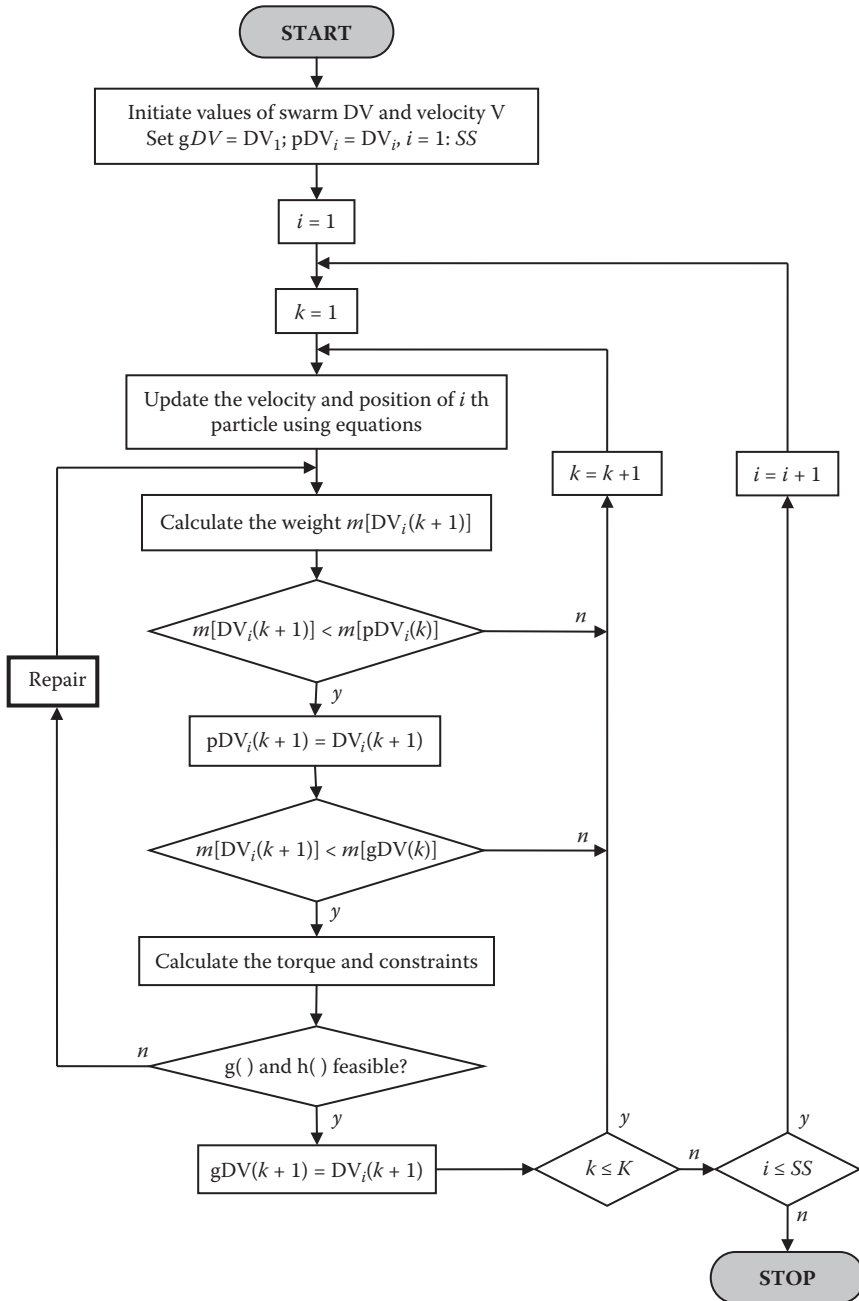 START
Initiate values of swarm DV and velocity V
Set gDV = DV₁; pDVᵢ = DVᵢ, i = 1: SS
i = 1
k = 1
Update the velocity and position of i th
particle using equations
k = k +1
i = i + 1
Calculate the weight m[DVᵢ(k + 1)]
m[DVᵢ(k + 1)] < m[pDVᵢ(k)]
n
Repair
y
pDVᵢ(k + 1) = DVᵢ(k + 1)
m[DVᵢ(k + 1)] < m[gDV(k)]
n
y
Calculate the torque and constraints
n
g( ) and h( ) feasible?
y
y
y
gDV(k + 1) = DVᵢ(k + 1)
k ≤ K
n
i ≤ SS
n
STOP